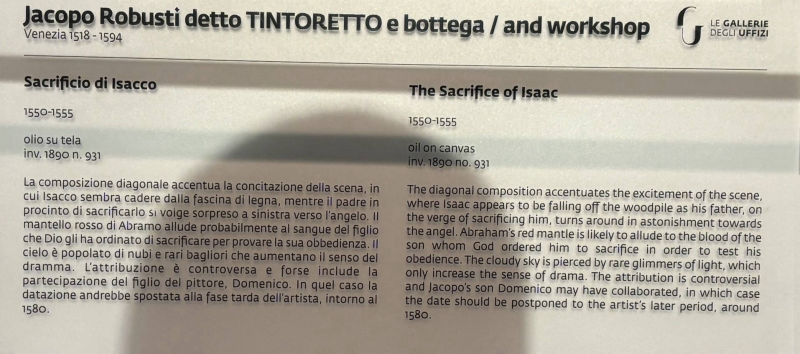 Jacopo Robusti detto TINTORETTO e bottega / and workshop
Venezia 1518 - 1594
LE GALLERIE
DEGLI UFFIZI
Sacrificio di Isacco
1550-1555
olio su tela
inv. 1890 n. 931
La composizione diagonale accentua la concitazione della scena, in
cui Isacco sembra cadere dalla fascina di legna, mentre il padre in
procinto di sacrificarlo si volge sorpreso a sinistra verso l'angelo. Il
mantello rosso di Abramo allude probabilmente al sangue del figlio
che Dio gli ha ordinato di sacrificare per provare la sua obbedienza. Il
cielo è popolato di nubi e rari bagliori che aumentano il senso del
dramma. L'attribuzione è controversa e forse include la
partecipazione del figlio del pittore, Domenico. In quel caso la
datazione andrebbe spostata alla fase tarda dell'artista, intorno al
1580.
The Sacrifice of Isaac
1550-1555
oil on canvas
inv. 1890 no. 931
The diagonal composition accentuates the excitement of the scene,
where Isaac appears to be falling off the woodpile as his father, on
the verge of sacrificing him, turns around in astonishment towards
the angel. Abraham's red mantle is likely to allude to the blood of the
son whom God ordered him to sacrifice in order to test his
obedience. The cloudy sky is pierced by rare glimmers of light, which
only increase the sense of drama. The attribution is controversial
and Jacopo's son Domenico may have collaborated, in which case
the date should be postponed to the artist's later period, around
1580.